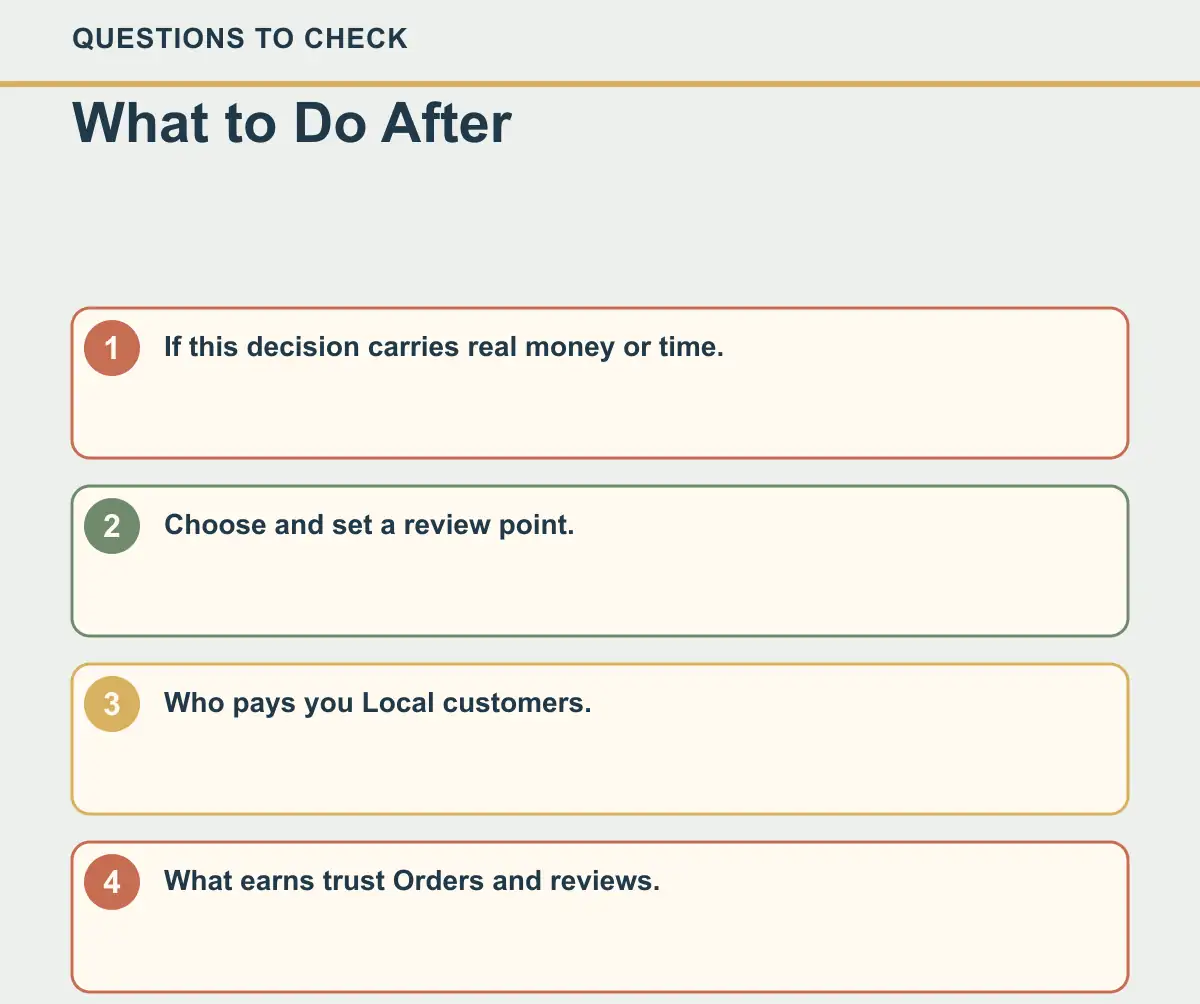 QUESTIONS TO CHECK
What to Do After
1 If this decision carries real money or time.
2 Choose and set a review point.
3 Who pays you Local customers.
4 What earns trust Orders and reviews.